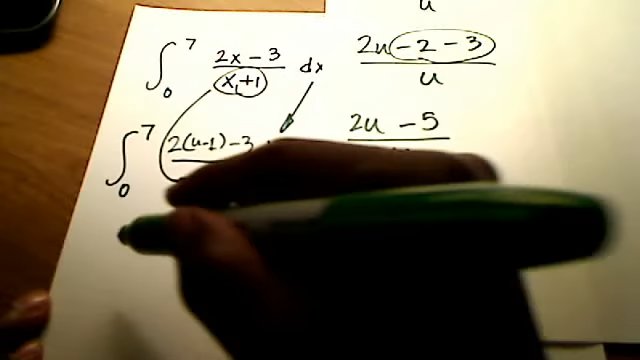 ∫₀⁷ (2x - 3)/(x + 1) dx
∫₀⁷ 2(u-1) - 3
u
2u - 2 - 3
u
2u - 5